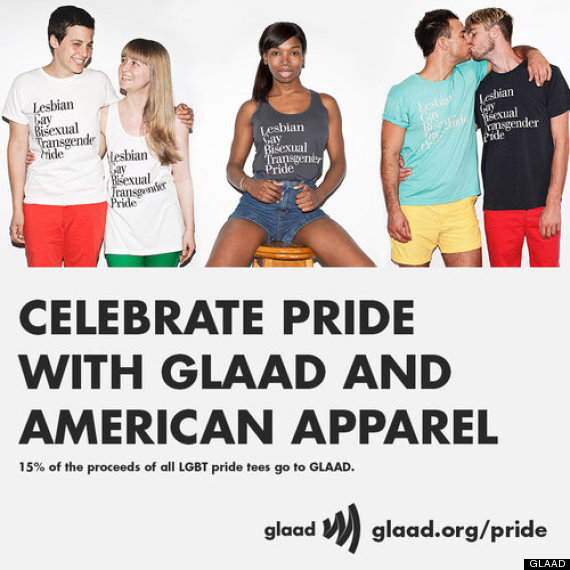 Lesbian
Gay
Bisexual
Transgender
Pride
Lesbian
Gay
Bisexual
Transgender
Pride
Lesbian
Gay
Bisexual
Transgender
Pride
Lesbian
Gay
Bisexual
Pride
Lesbian
Gay
Bisexual
Transgender
Pride
CELEBRATE PRIDE
WITH GLAAD AND
AMERICAN APPAREL
15% of the proceeds of all LGBT pride tees go to GLAAD.
glaad glaad.org/pride
GLAAD